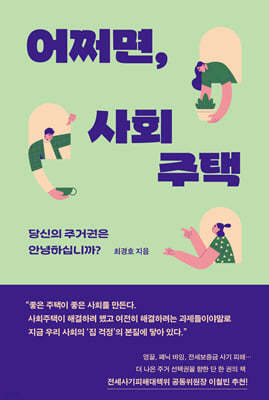 어쩌면,
사회
주택
당신의 주거권은
안녕하십니까?
최경호 지음
“좋은 주택이 좋은 사회를 만든다.
사회주택이 해결하려 했고 여전히 해결하려는 과제들이야말로
지금 우리 사회의 ‘집 걱정’의 본질에 닿아 있다.”
영끌, 패닉 바잉, 전세보증금 사기 피해…
더 나은 주거 선택권을 향한 단 한 권의 책
전세사기피해대책위 공동위원장 이철빈 추천!